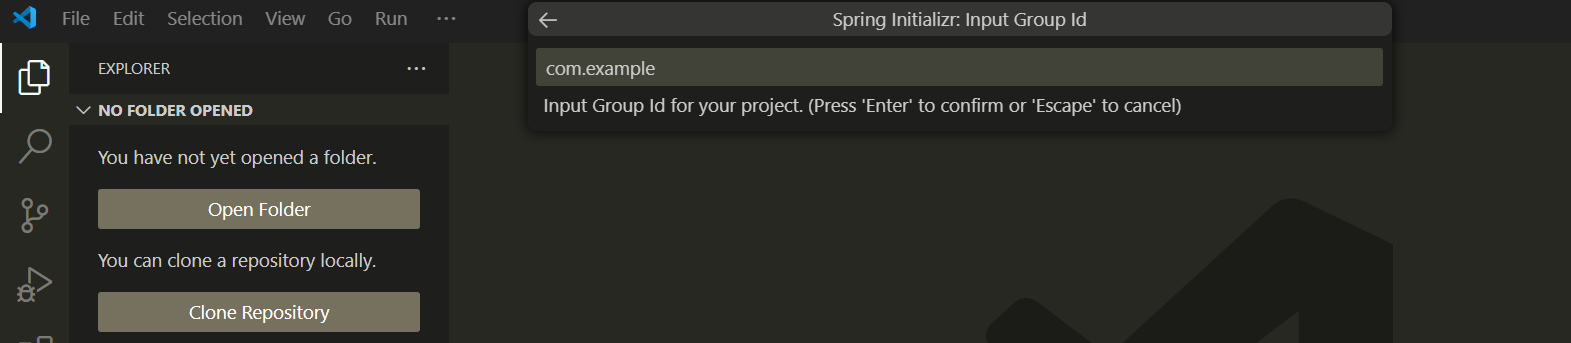 File Edit Selection View Go Run ···
Spring Initializr: Input Group Id
com.example
Input Group Id for your project. (Press 'Enter' to confirm or 'Escape' to cancel)
EXPLORER ···
NO FOLDER OPENED
You have not yet opened a folder.
Open Folder
You can clone a repository locally.
Clone Repository